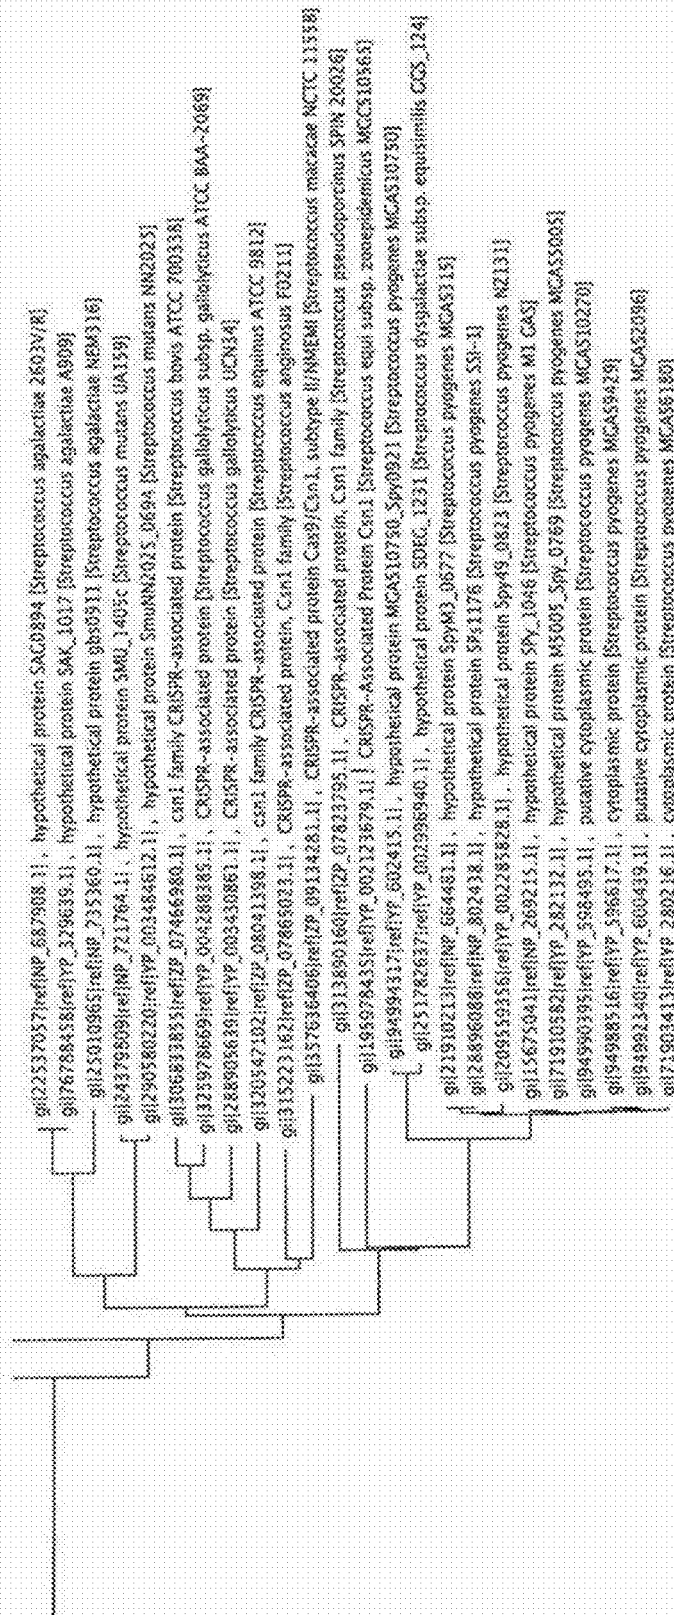 gi|22537057|ref|NP_687908.1|, hypothetical protein SAG0894 [Streptococcus agalactiae 2603V/R]
gi|76788458|ref|YP_329639.1|, hypothetical protein SAK_1017 [Streptococcus agalactiae A909]
gi|25010965|ref|NP_735360.1|, hypothetical protein gbs0911 [Streptococcus agalactiae NEM316]
gi|24379809|ref|NP_721764.1|, hypothetical protein SMU_1405c [Streptococcus mutans UA159]
gi|290580220|ref|YP_003484612.1|, hypothetical protein SmuNN2025_0694 [Streptococcus mutans NN2025]
gi|306833855|ref|ZP_07466980.1|, csn1 family CRISPR-associated protein [Streptococcus bovis ATCC 700338]
gi|321978669|ref|YP_004288385.1|, CRISPR-associated protein [Streptococcus gallolyticus subsp. gallolyticus ATCC BAA-2069]
gi|288905639|ref|YP_003430861.1|, CRISPR-associated protein [Streptococcus gallolyticus UCN34]
gi|320547102|ref|ZP_08041398.1|, csn1 family CRISPR-associated protein [Streptococcus equinus ATCC 9812]
gi|315223162|ref|ZP_07865023.1|, CRISPR-associated protein, Csn1 family [Streptococcus anginosus F0211]
gi|357636406|ref|ZP_09134281.1|, CRISPR-associated protein Cas9/Csn1, subtype II/NMEMI [Streptococcus macacae NCTC 11558]
gi|313890160|ref|ZP_07823795.1|, CRISPR-associated protein, Csn1 family [Streptococcus pseudoporcinus SPIN 20026]
gi|195978435|ref|YP_002123679.1| CRISPR-Associated Protein Csn1 [Streptococcus equi subsp. zooepidemicus MGCS10565]
gi|94994317|ref|YP_602415.1|, hypothetical protein MGAS10750_Spy0921 [Streptococcus pyogenes MGAS10750]
gi|251782637|ref|YP_002996940.1|, hypothetical protein SDEG_1231 [Streptococcus dysgalactiae subsp. equisimilis GGS_124]
gi|21910213|ref|NP_664481.1|, hypothetical protein SpyM3_0677 [Streptococcus pyogenes MGAS315]
gi|28896088|ref|NP_802438.1|, hypothetical protein SPs1176 [Streptococcus pyogenes SSI-1]
gi|209559356|ref|YP_002285828.1|, hypothetical protein Spy49_0823 [Streptococcus pyogenes NZ131]
gi|15675041|ref|NP_269215.1|, hypothetical protein SPy_1046 [Streptococcus pyogenes M1 GAS]
gi|71910582|ref|YP_282132.1|, hypothetical protein M5005_Spy_0769 [Streptococcus pyogenes MGAS5005]
gi|94990395|ref|YP_598495.1|, putative cytoplasmic protein [Streptococcus pyogenes MGAS10270]
gi|94988516|ref|YP_596617.1|, cytoplasmic protein [Streptococcus pyogenes MGAS9429]
gi|94992340|ref|YP_600439.1|, putative cytoplasmic protein [Streptococcus pyogenes MGAS2096]
gi|71903413|ref|YP_280216.1|, cytoplasmic protein [Streptococcus pyogenes MGAS6180]